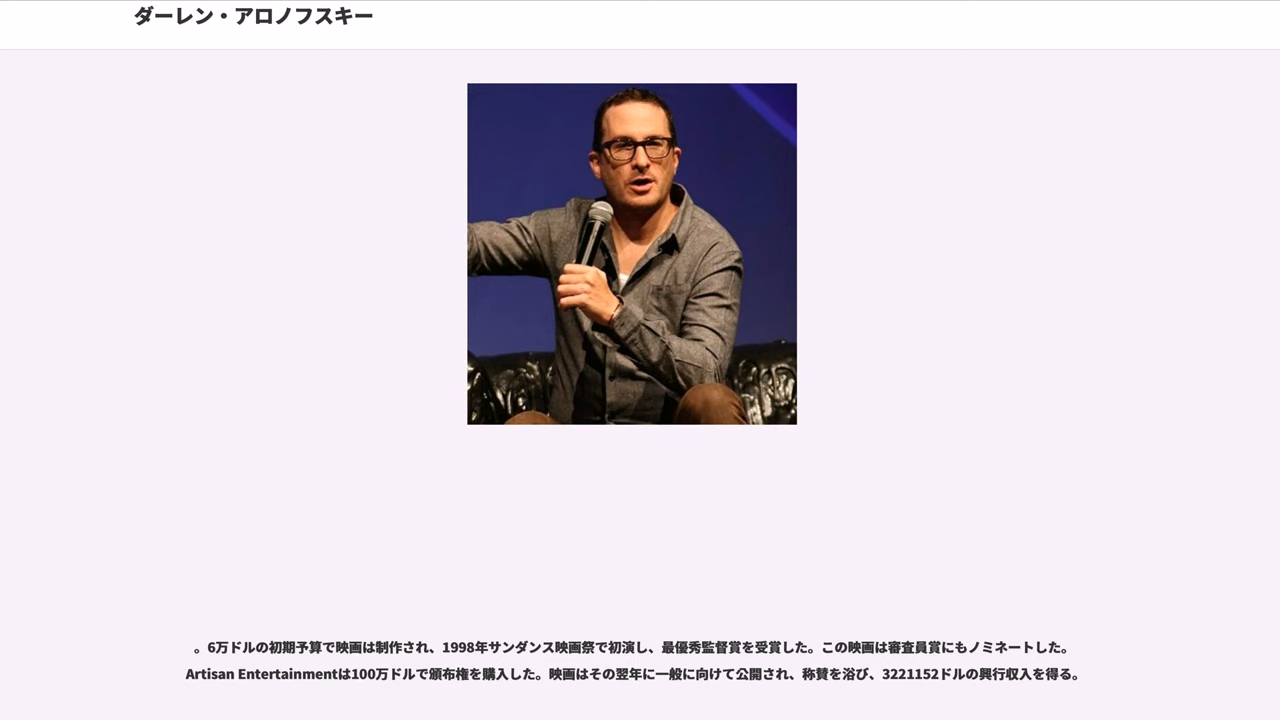 ダーレン・アロノフスキー
。6万ドルの初期予算で映画は制作され、1998年サンダンス映画祭で初演し、最優秀監督賞を受賞した。この映画は審査員賞にもノミネートした。
Artisan Entertainmentは100万ドルで頒布権を購入した。映画はその翌年に一般に向けて公開され、称賛を浴び、3221152ドルの興行収入を得る。